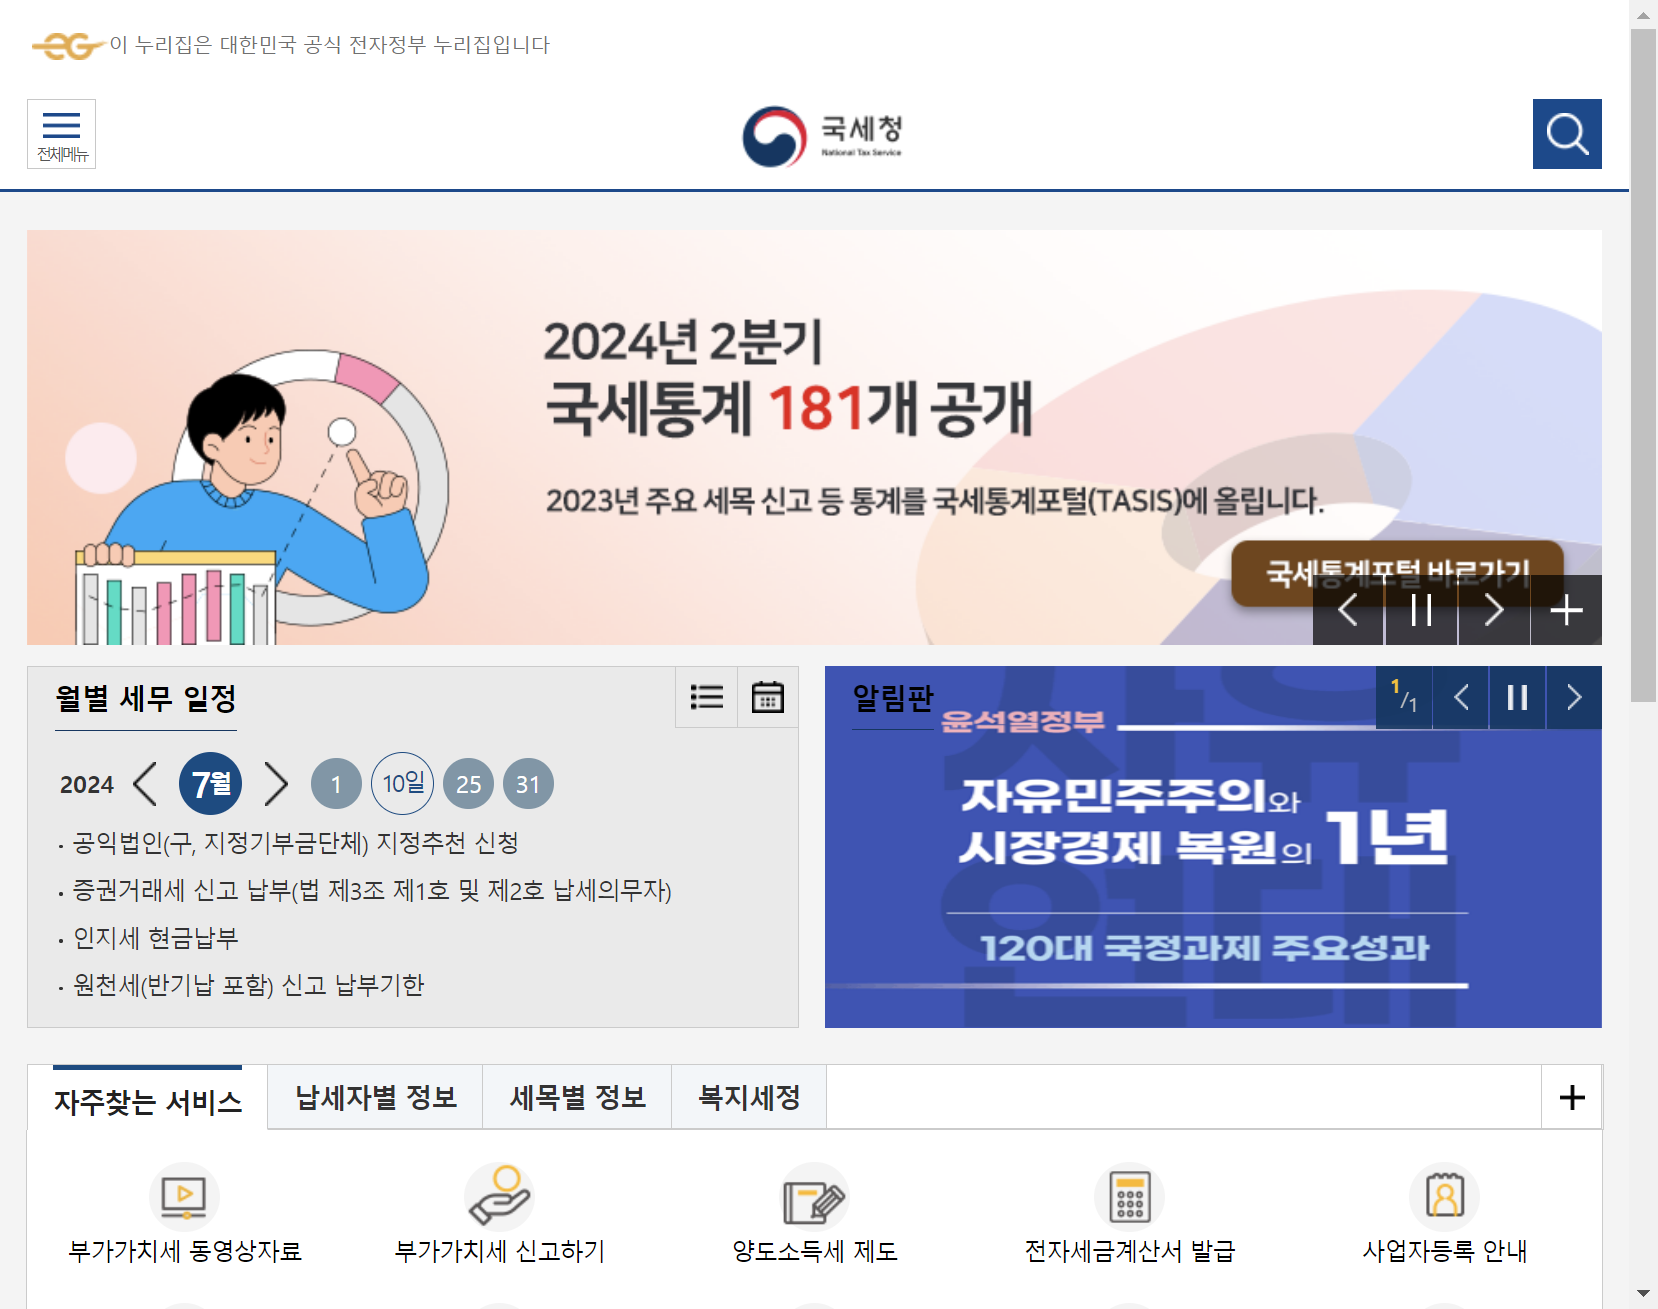 이 누리집은 대한민국 공식 전자정부 누리집입니다
전체메뉴
국세청
National Tax Service
2024년 2분기
국세통계 181개 공개
2023년 주요 세목 신고 등 통계를 국세통계포털(TASIS)에 올립니다.
국세통계포털 바로가기
월별 세무 일정
2024 7월 1 10일 25 31
· 공익법인(구, 지정기부금단체) 지정추천 신청
· 증권거래세 신고 납부(법 제3조 제1호 및 제2호 납세의무자)
· 인지세 현금납부
· 원천세(반기납 포함) 신고 납부기한
알림판
1/1
윤석열정부
자유민주주의와
시장경제 복원의 1년
120대 국정과제 주요성과
자주찾는 서비스
납세자별 정보
세목별 정보
복지세정
부가가치세 동영상자료
부가가치세 신고하기
양도소득세 제도
전자세금계산서 발급
사업자등록 안내